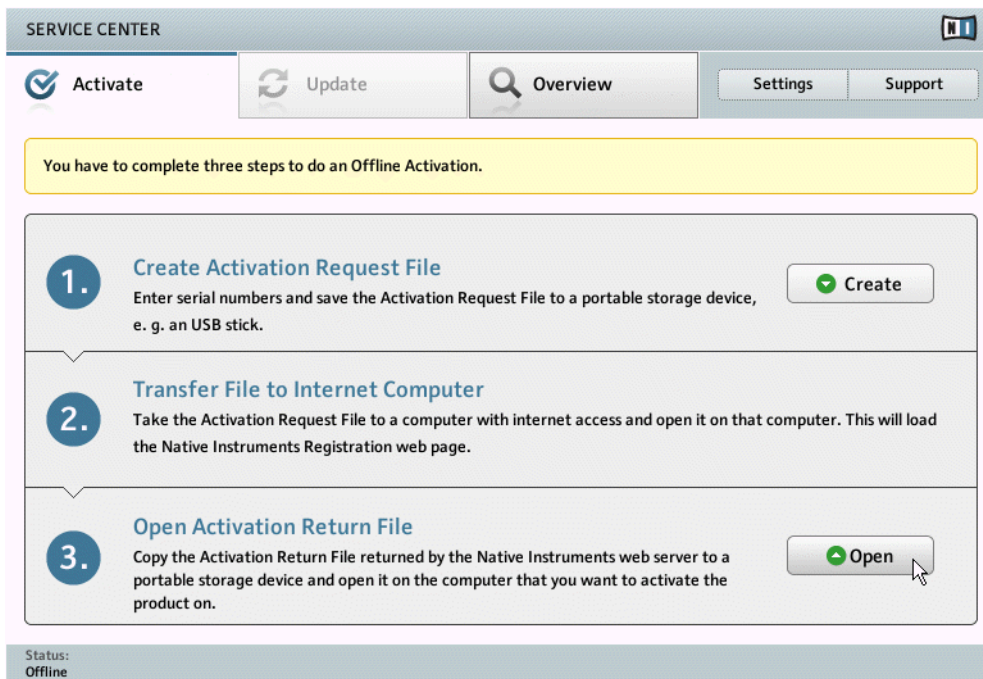 SERVICE CENTER
NI
Activate
Update
Overview
Settings
Support
You have to complete three steps to do an Offline Activation.
1.
Create Activation Request File
Enter serial numbers and save the Activation Request File to a portable storage device,
e. g. an USB stick.
Create
2.
Transfer File to Internet Computer
Take the Activation Request File to a computer with internet access and open it on that computer. This will load
the Native Instruments Registration web page.
3.
Open Activation Return File
Copy the Activation Return File returned by the Native Instruments web server to a
portable storage device and open it on the computer that you want to activate the
product on.
Open
Status:
Offline